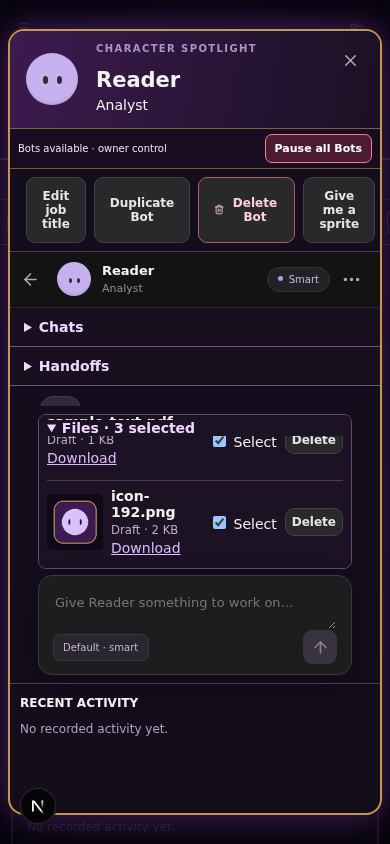 CHARACTER SPOTLIGHT
Reader
Analyst
Bots available · owner control
Pause all Bots
Edit
job
title
Duplicate
Bot
Delete
Bot
Give
me a
sprite
Reader
Analyst
Smart
Chats
Handoffs
sample-text.pdf
Files · 3 selected
Draft · 1 KB
Select
Delete
Download
icon-
192.png
Draft · 2 KB
Select
Delete
Download
Give Reader something to work on…
Default · smart
RECENT ACTIVITY
No recorded activity yet.
N
No recorded activity yet.